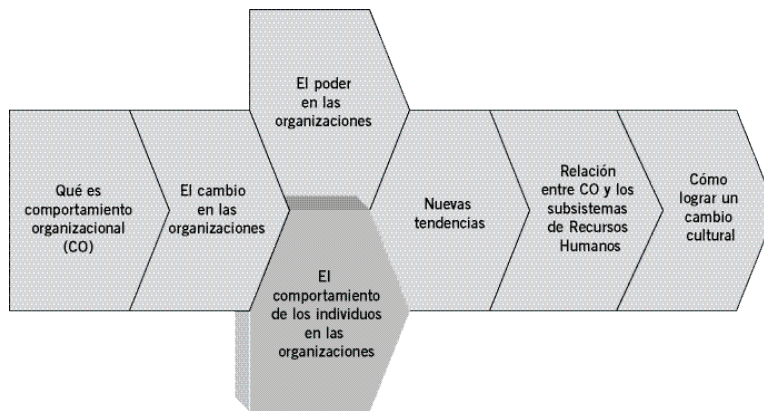 Qué es
comportamiento
organizacional
(CO)
El cambio
en las
organizaciones
El poder
en las
organizaciones
El
comportamiento
de los individuos
en las
organizaciones
Nuevas
tendencias
Relación
entre CO y los
subsistemas
de Recursos
Humanos
Cómo
lograr un
cambio
cultural